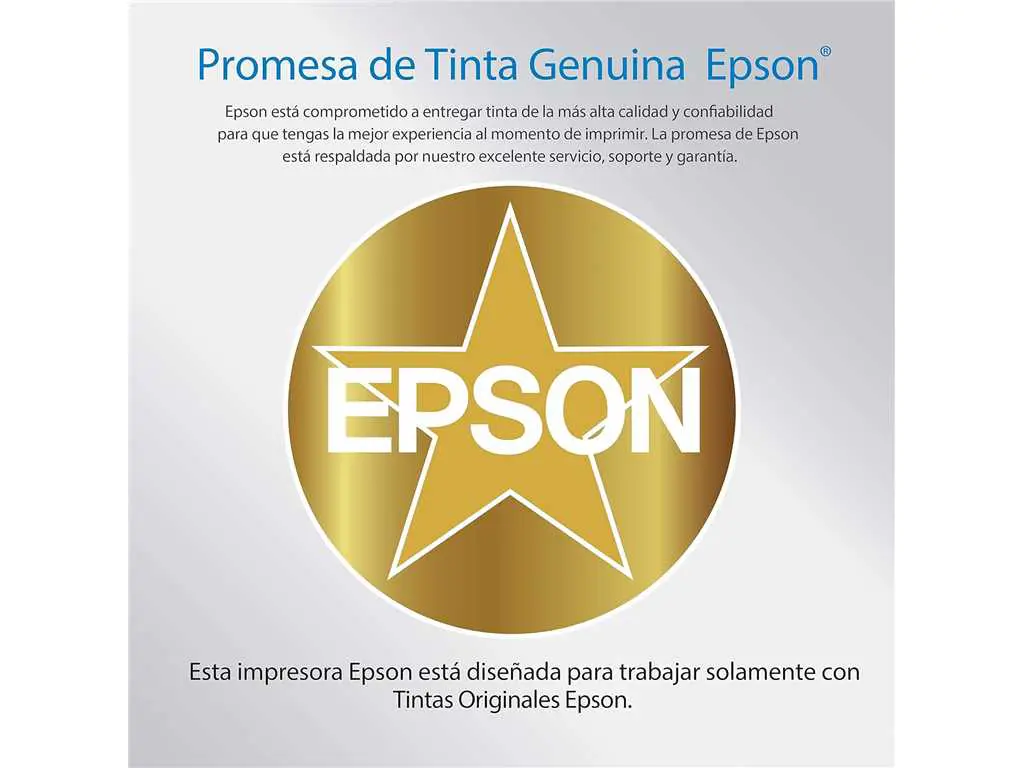 Promesa de Tinta Genuina Epson®
Epson está comprometido a entregar tinta de la más alta calidad y confiabilidad
para que tengas la mejor experiencia al momento de imprimir. La promesa de Epson
está respaldada por nuestro excelente servicio, soporte y garantía.
EPSON
Esta impresora Epson está diseñada para trabajar solamente con
Tintas Originales Epson.